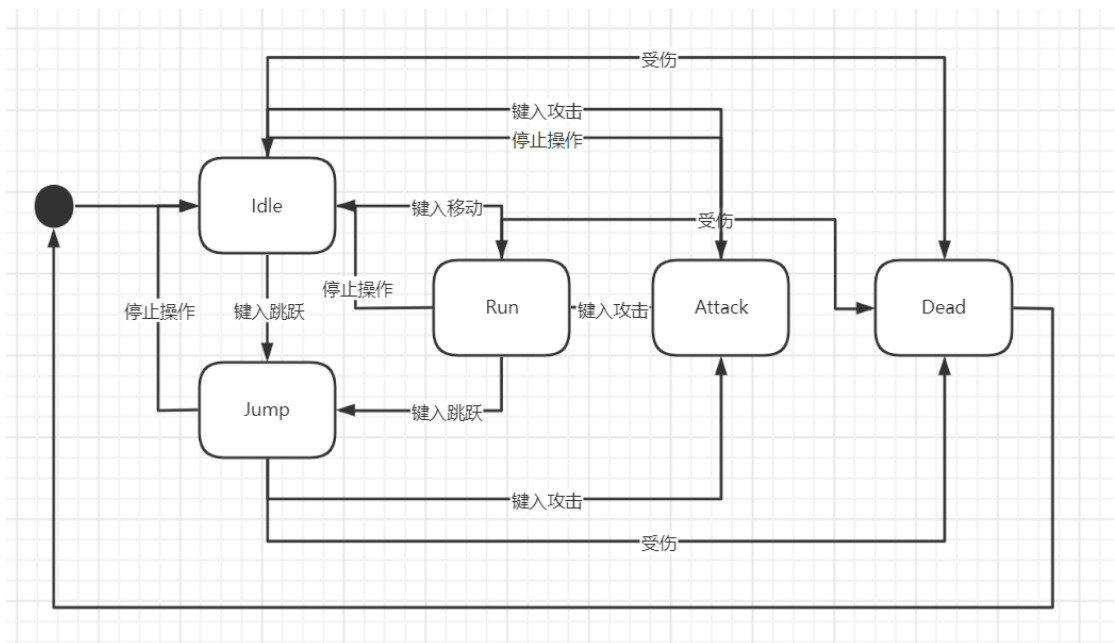 受伤
键入攻击
停止操作
Idle
键入移动
受伤
停止操作
键入跳跃
停止操作
Run
键入攻击
Attack
Dead
Jump
键入跳跃
键入攻击
受伤